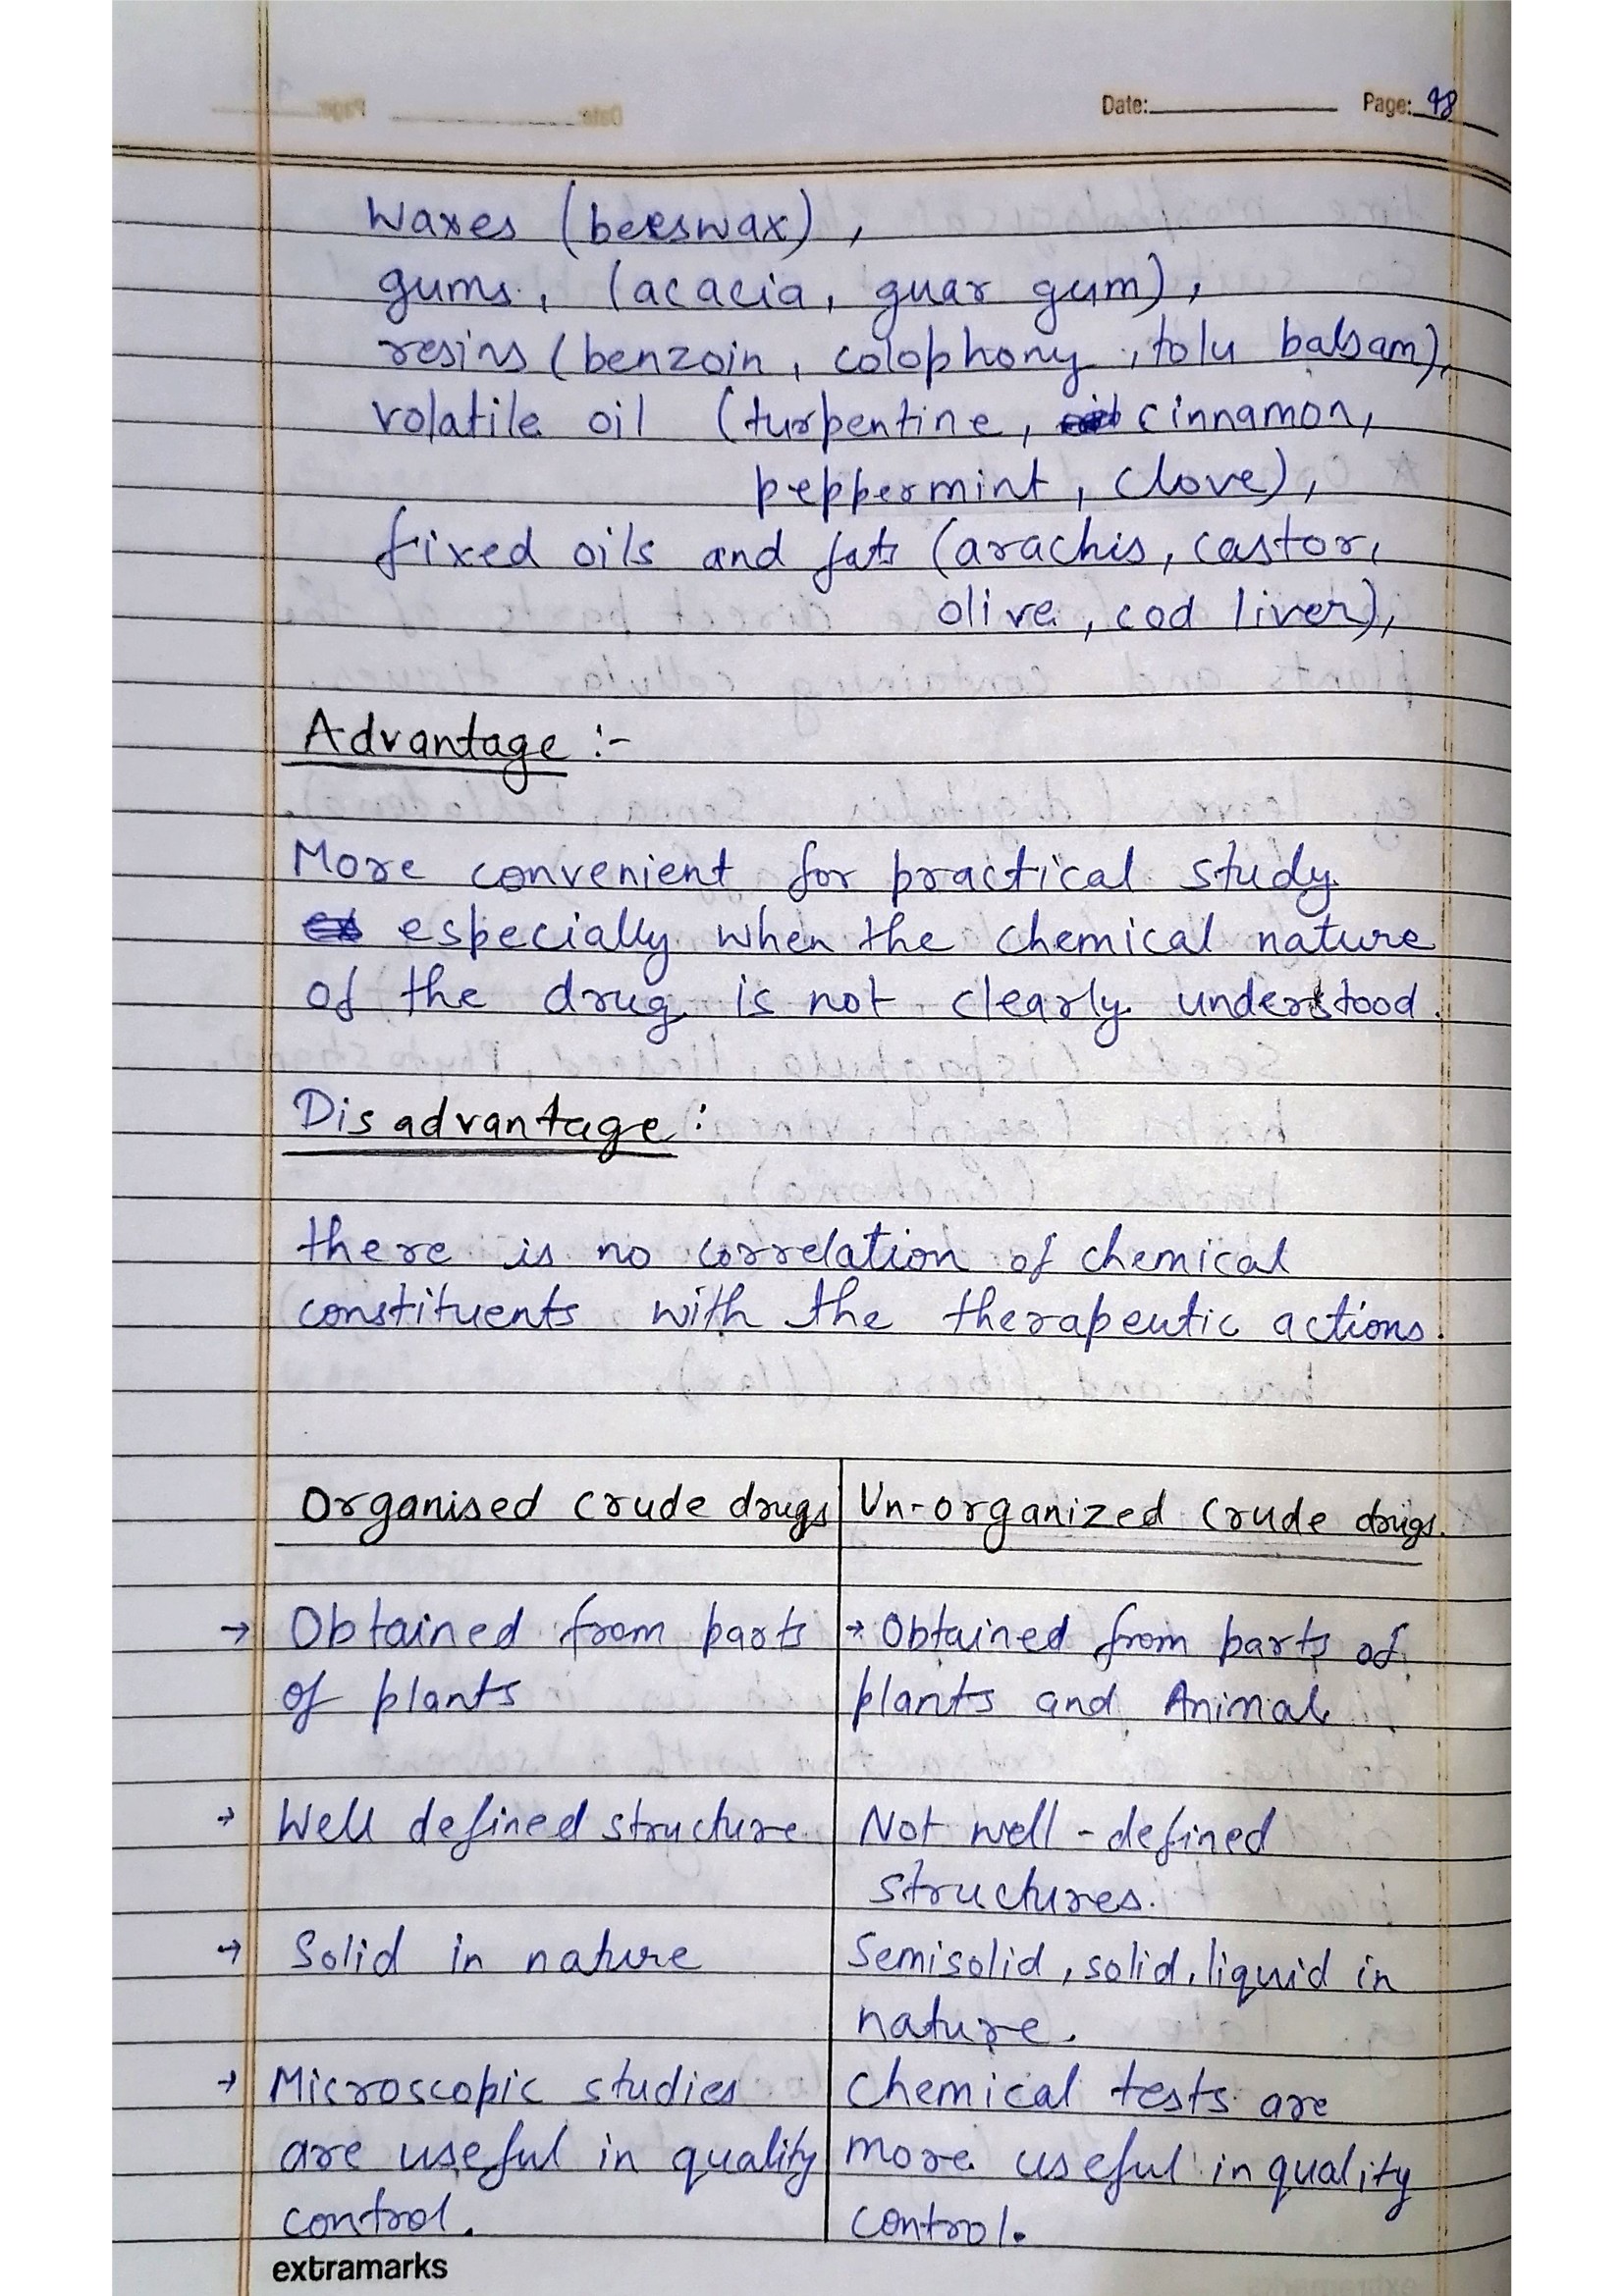 Date: Page: 48
Waxes (beeswax),
gums, (acacia, guar gum),
resins (benzoin, colophony, tolu balsam),
volatile oil (turpentine, cinnamon,
peppermint, clove),
fixed oils and fats (arachis, castor,
olive, cod liver),
Advantage :-
More convenient for practical study
especially when the chemical nature
of the drug is not clearly understood.
Disadvantage :
there is no correlation of chemical
constituents with the therapeutic actions.
Organised crude drugs Un-organized crude drugs.
→ Obtained from parts → Obtained from parts of
of plants plants and Animal
→ Well defined structure Not well-defined
structures.
→ Solid in nature Semisolid, solid, liquid in
nature.
→ Microscopic studies Chemical tests are
are useful in quality more useful in quality
control. control.
extramarks